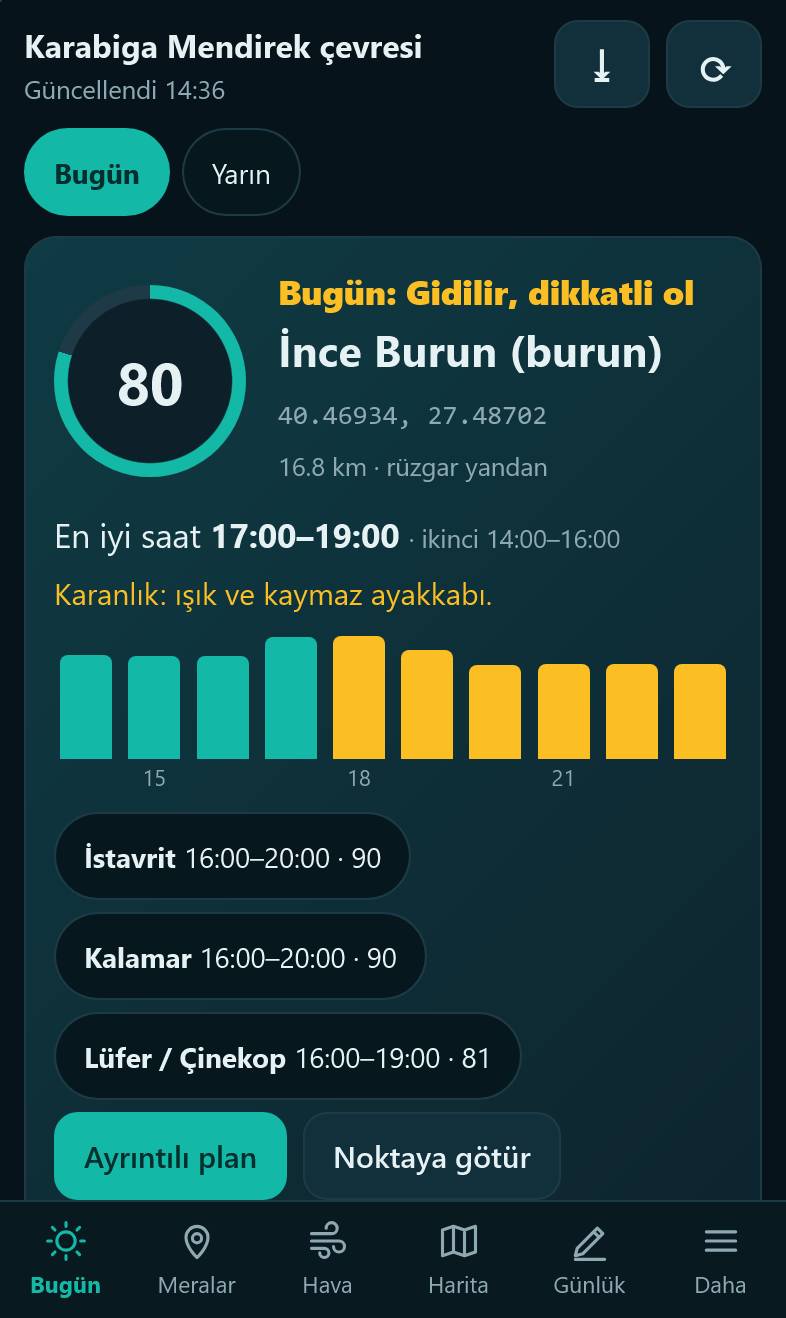 Karabiga Mendirek çevresi
Güncellendi 14:36
Bugün
Yarın
80
Bugün: Gidilir, dikkatli ol
İnce Burun (burun)
40.46934, 27.48702
16.8 km · rüzgar yandan
En iyi saat 17:00–19:00 · ikinci 14:00–16:00
Karanlık: ışık ve kaymaz ayakkabı.
15 18 21
İstavrit 16:00–20:00 · 90
Kalamar 16:00–20:00 · 90
Lüfer / Çinekop 16:00–19:00 · 81
Ayrıntılı plan
Noktaya götür
Bugün Meralar Hava Harita Günlük Daha